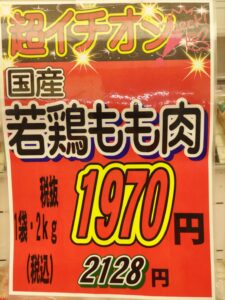 超イチオシ
国産
若鶏もも肉
税抜
1袋・2kg
1970円
(税込)
2128円